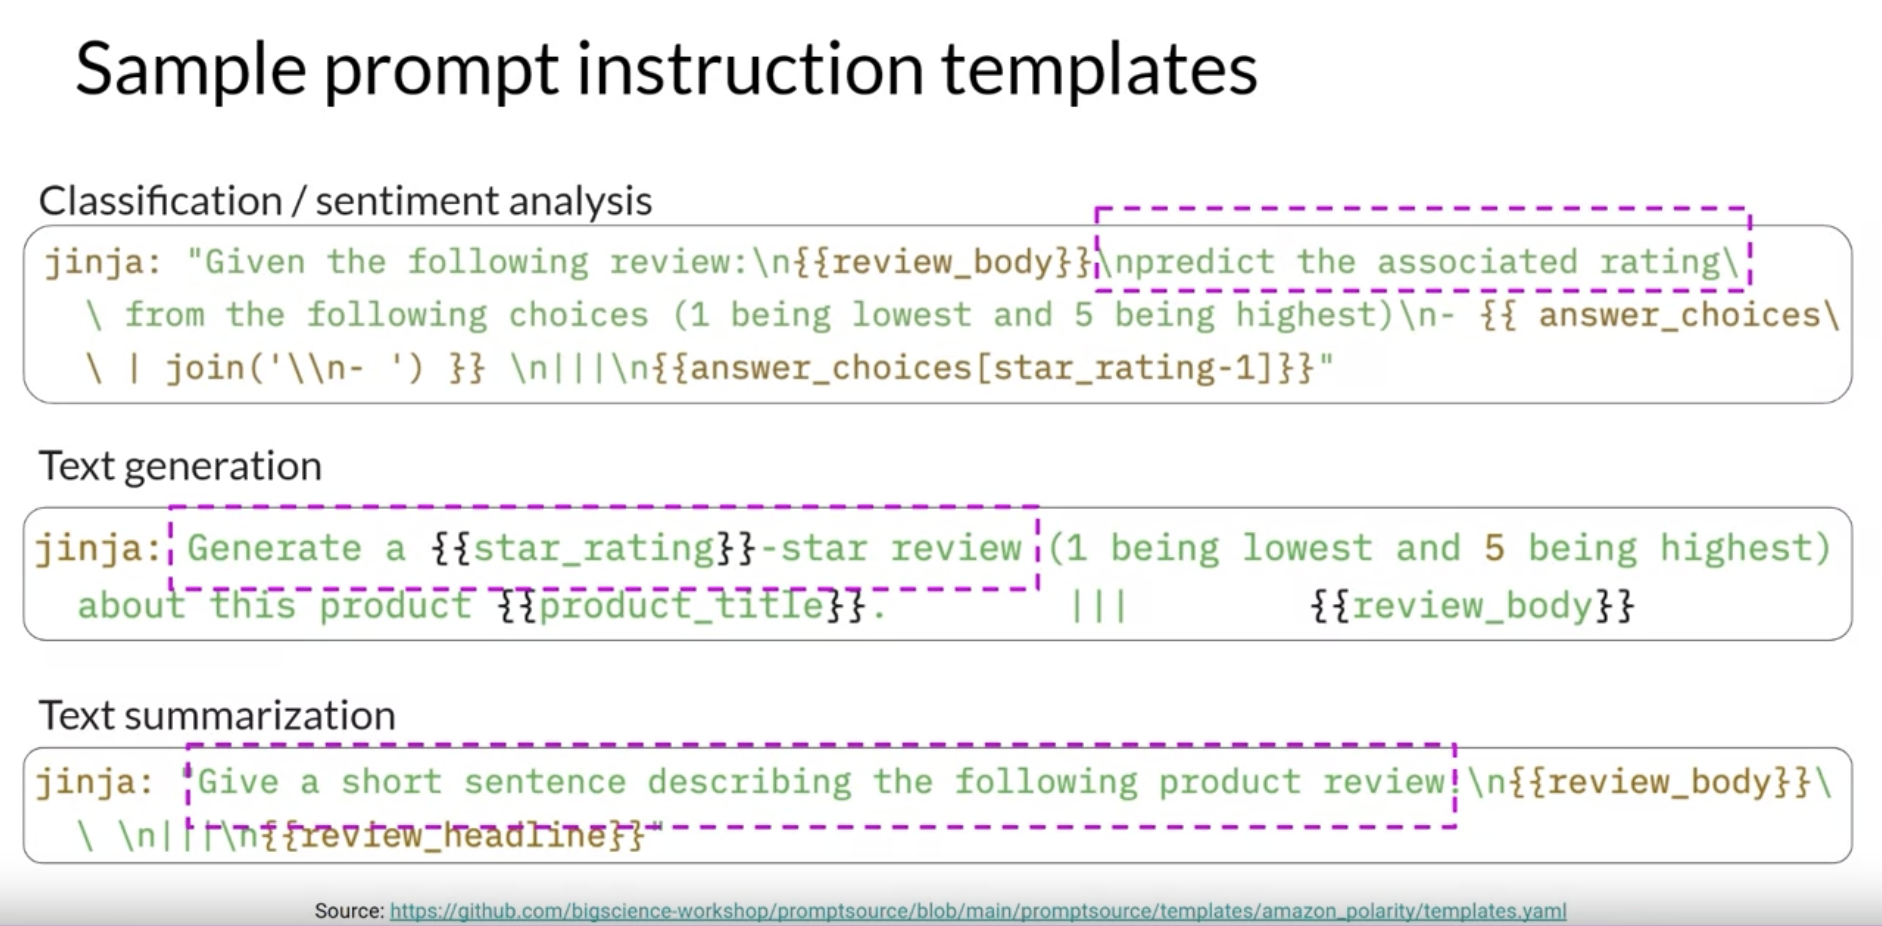 Sample prompt instruction templates
Classification / sentiment analysis
jinja: "Given the following review:\n{{review_body}}\npredict the associated rating\
\ from the following choices (1 being lowest and 5 being highest)\n- {{ answer_choices\
\ | join('\\n- ') }} \n|||\n{{answer_choices[star_rating-1]}}"
Text generation
jinja: Generate a {{star_rating}}-star review (1 being lowest and 5 being highest)
about this product {{product_title}}. ||| {{review_body}}
Text summarization
jinja: "Give a short sentence describing the following product review:\n{{review_body}}\
\ \n|||\n{{review_headline}}"
Source: https://github.com/bigscience-workshop/promptsource/blob/main/promptsource/templates/amazon_polarity/templates.yaml